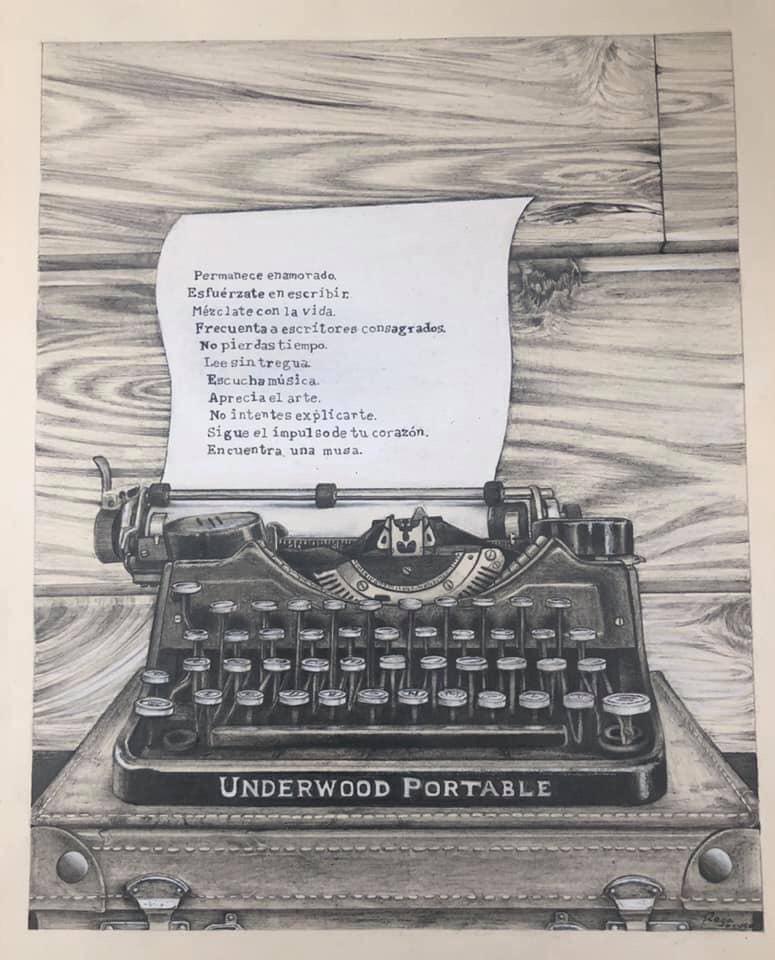 Permanece enamorado.
Esfuérzate en escribir.
Mézclate con la vida.
Frecuenta a escritores consagrados.
No pierdas tiempo.
Lee sin tregua.
Escucha música.
Aprecia el arte.
No intentes explicarte.
Sigue el impulso de tu corazón.
Encuentra una musa.
UNDERWOOD PORTABLE